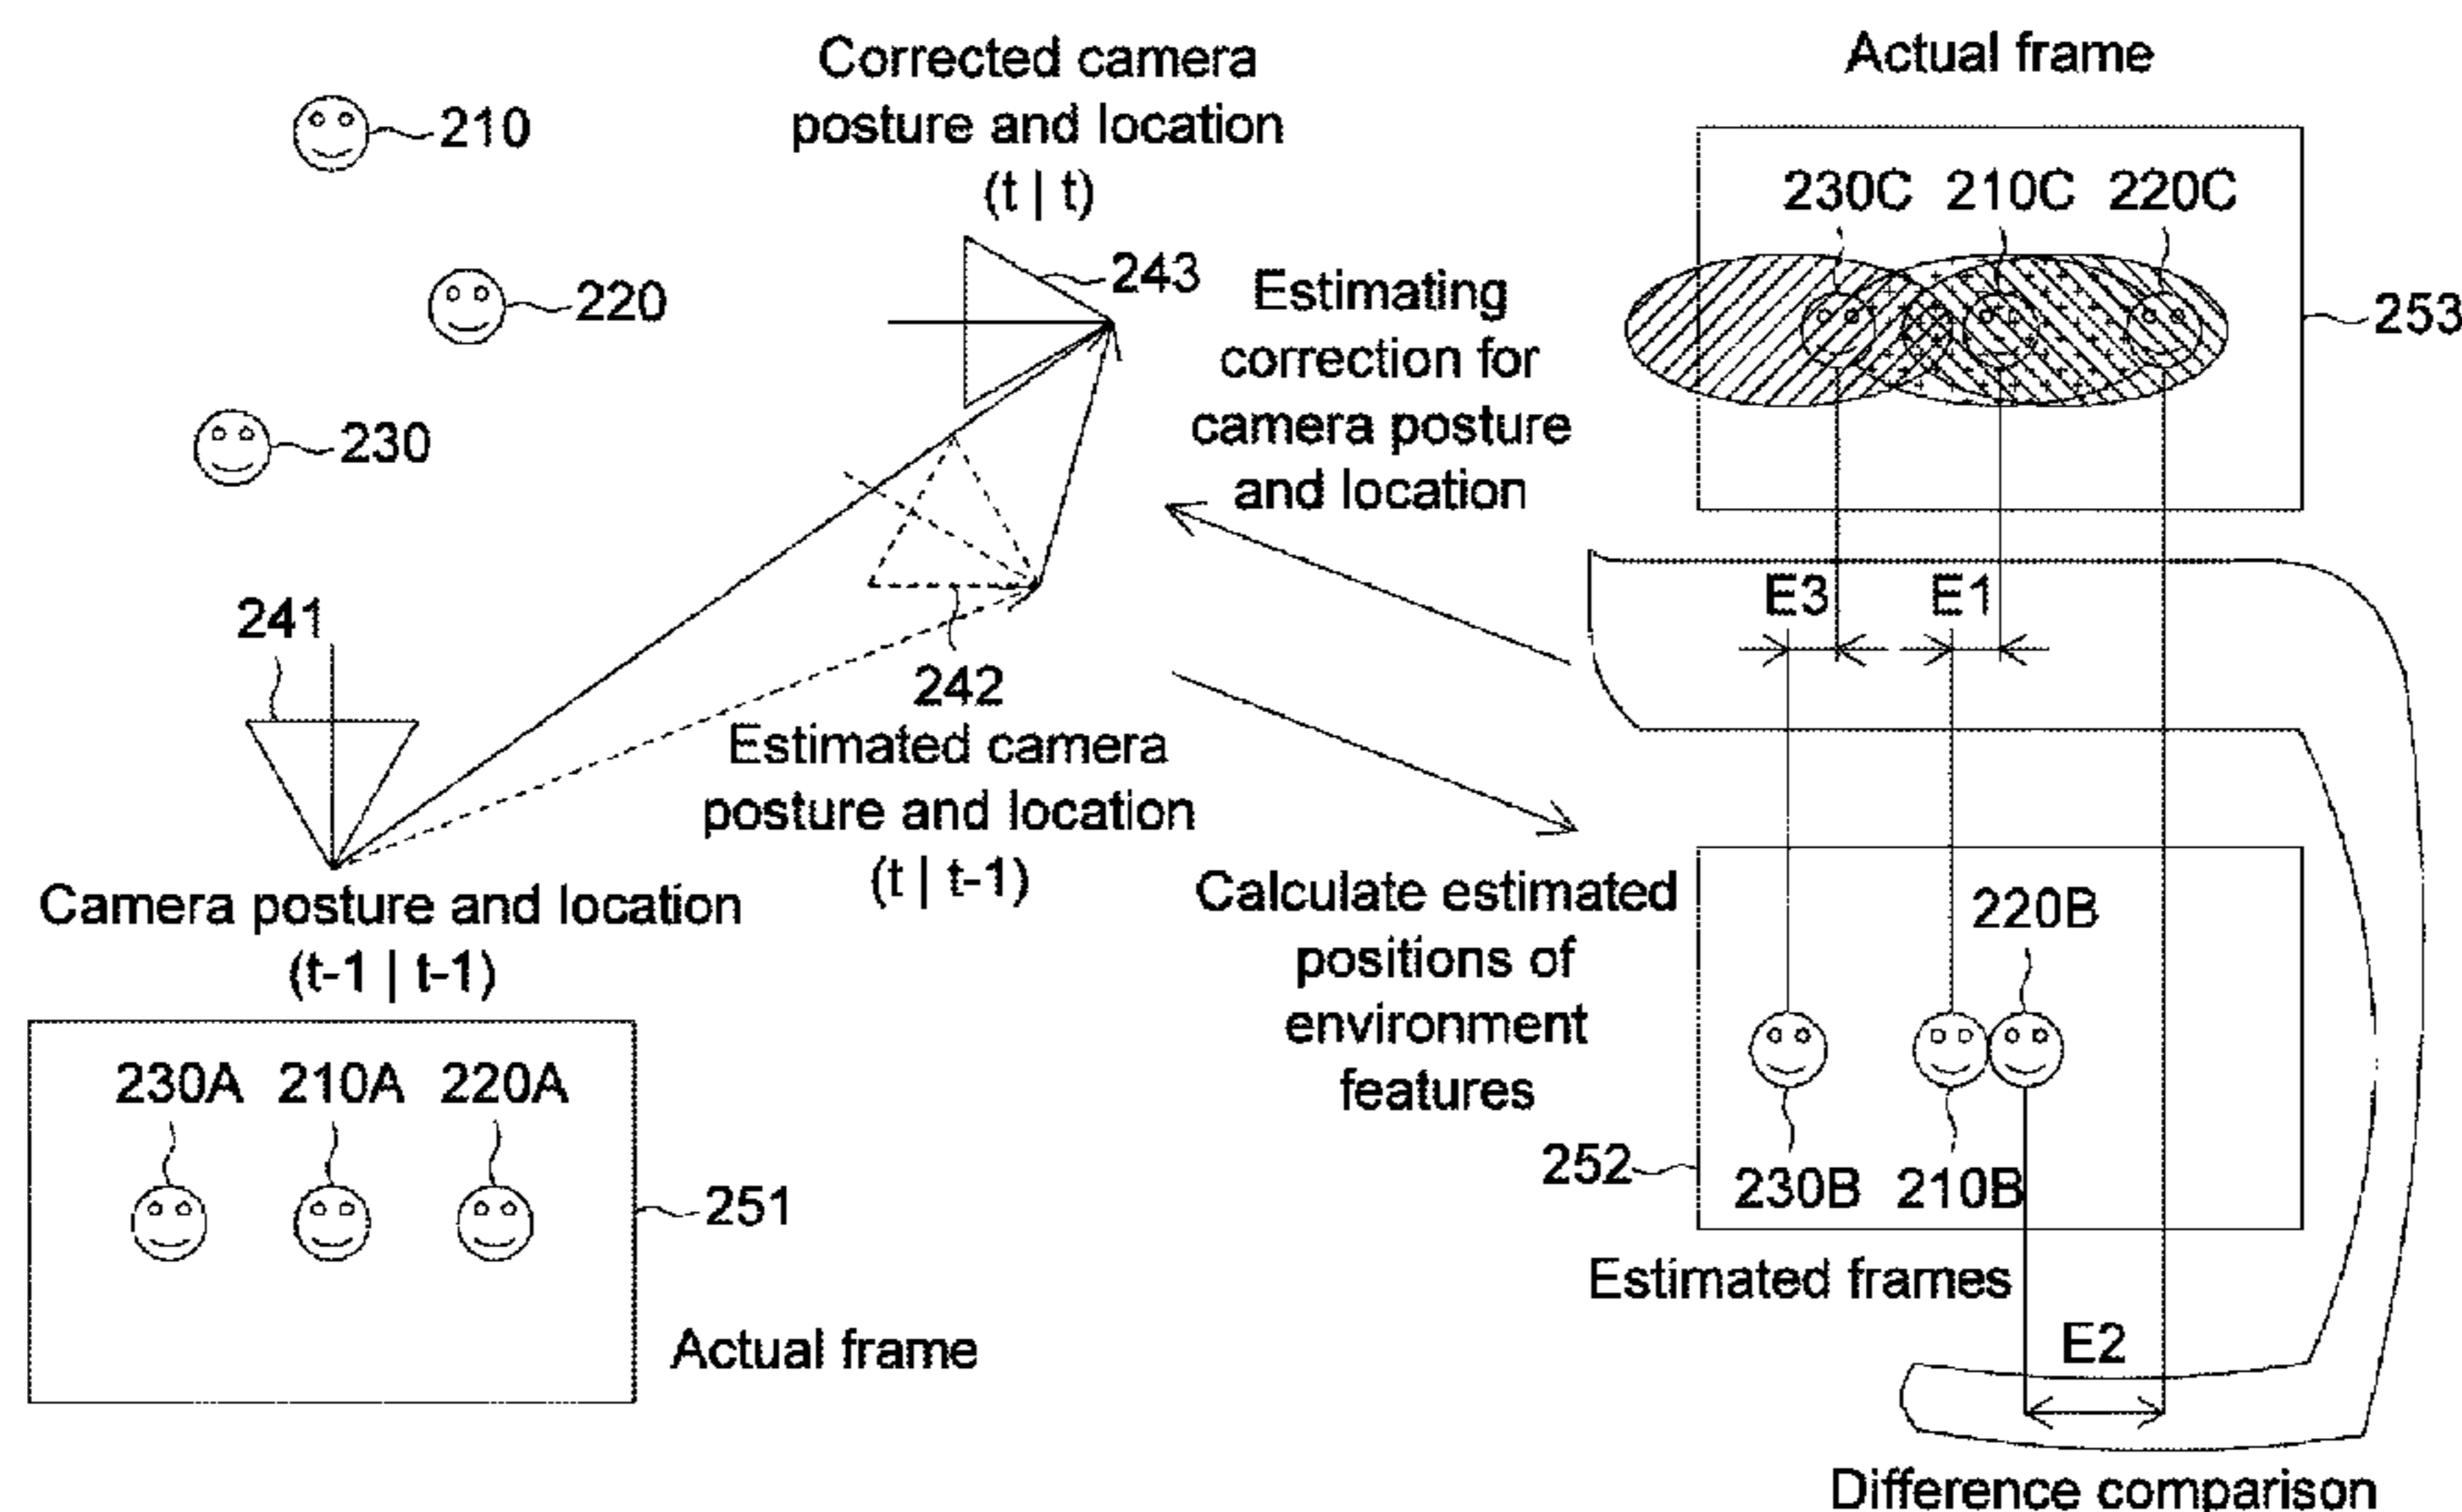 Corrected camera
posture and location
(t | t)
210
220
230
243
Estimating
correction for
camera posture
and location
Actual frame
230C 210C 220C
253
E3 E1
241
242
Estimated camera
posture and location
(t | t-1)
Camera posture and location
(t-1 | t-1)
230A 210A 220A
251
Actual frame
Calculate estimated
positions of
environment
features
220B
252
230B 210B
Estimated frames
E2
Difference comparison